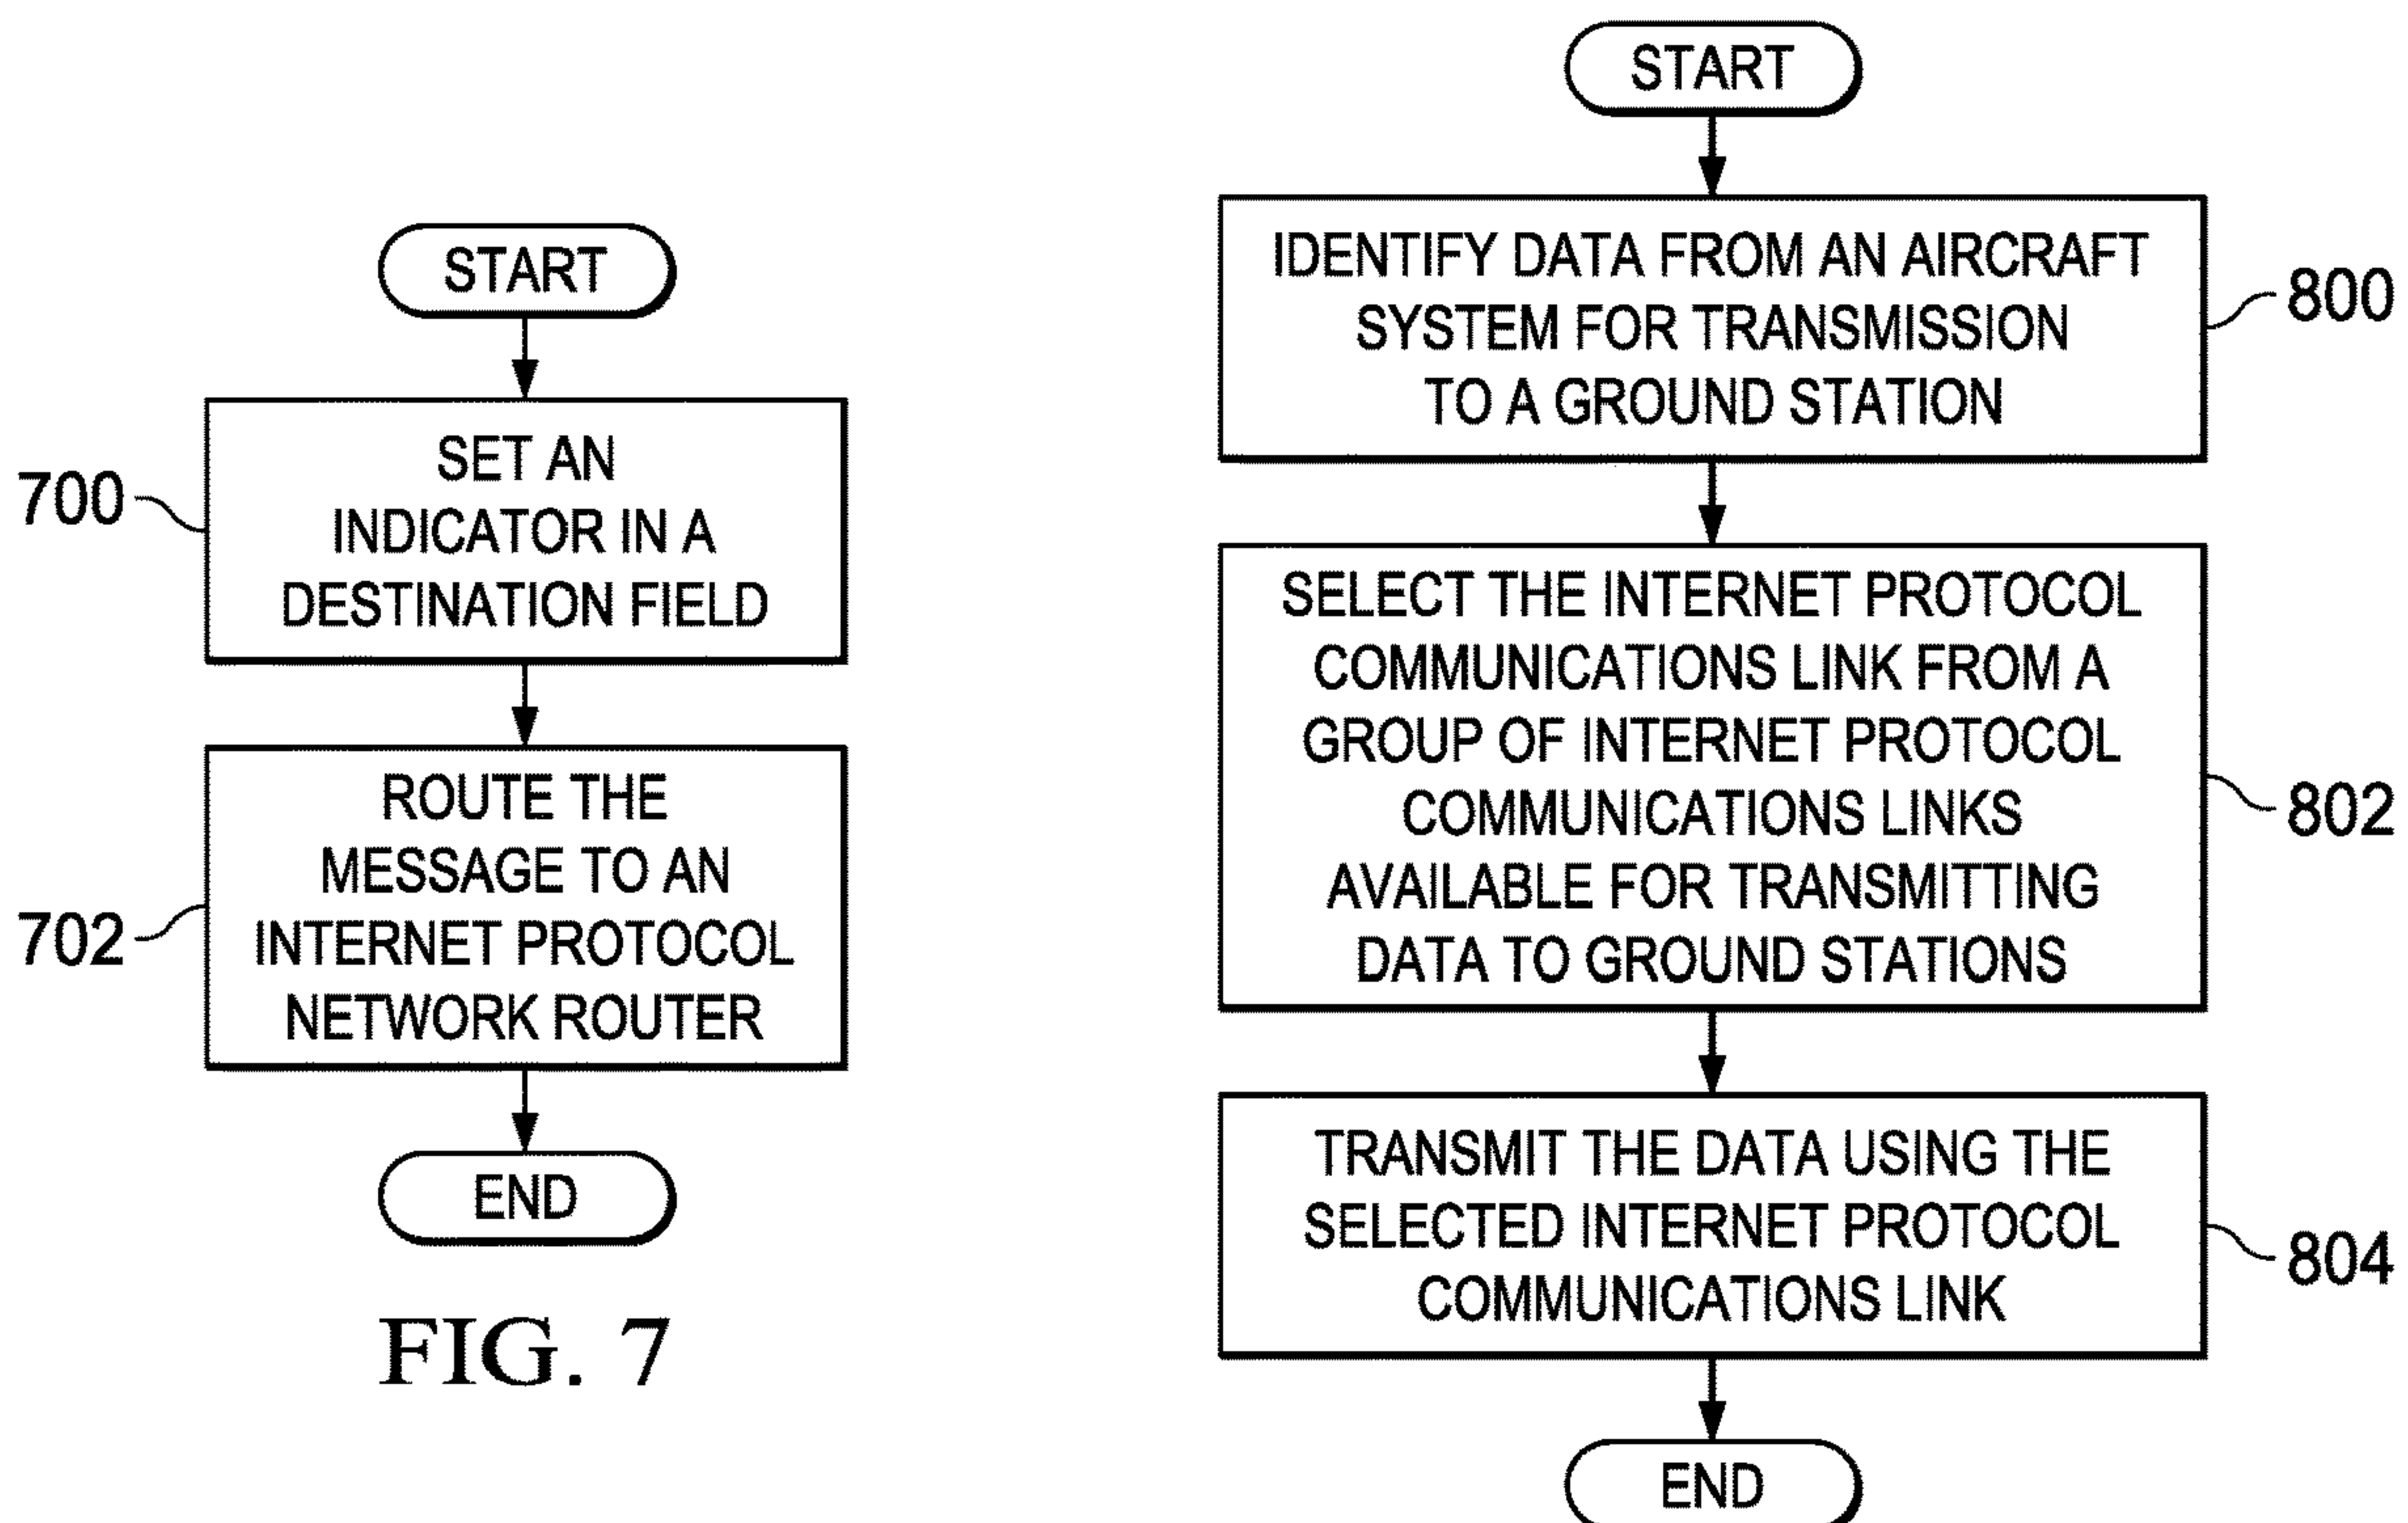 START
700
SET AN
INDICATOR IN A
DESTINATION FIELD
702
ROUTE THE
MESSAGE TO AN
INTERNET PROTOCOL
NETWORK ROUTER
END
FIG. 7
START
IDENTIFY DATA FROM AN AIRCRAFT
SYSTEM FOR TRANSMISSION
TO A GROUND STATION
800
SELECT THE INTERNET PROTOCOL
COMMUNICATIONS LINK FROM A
GROUP OF INTERNET PROTOCOL
COMMUNICATIONS LINKS
AVAILABLE FOR TRANSMITTING
DATA TO GROUND STATIONS
802
TRANSMIT THE DATA USING THE
SELECTED INTERNET PROTOCOL
COMMUNICATIONS LINK
804
END